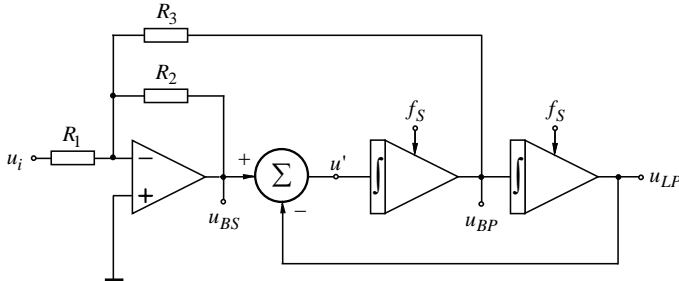 R3
R2
fS
fS
R1
ui
−
+
+
Σ
−
u'
∫
∫
uLP
uBS
uBP